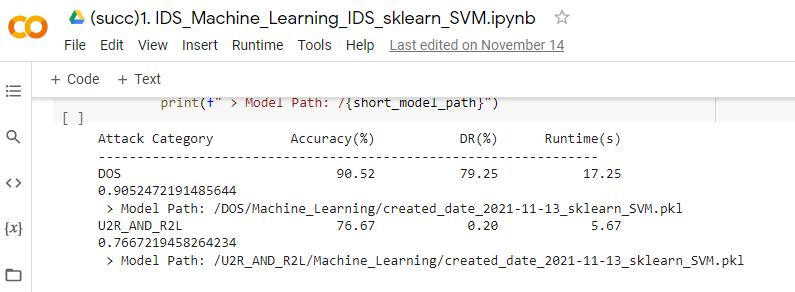 (succ)1. IDS_Machine_Learning_IDS_sklearn_SVM.ipynb
File Edit View Insert Runtime Tools Help Last edited on November 14
+ Code + Text
print(f" > Model Path: /{short_model_path}")
[ ]
Attack Category Accuracy(%) DR(%) Runtime(s)
------------------------------------------------------------------
DOS 90.52 79.25 17.25
0.9052472191485644
> Model Path: /DOS/Machine_Learning/created_date_2021-11-13_sklearn_SVM.pkl
U2R_AND_R2L 76.67 0.20 5.67
0.7667219458264234
> Model Path: /U2R_AND_R2L/Machine_Learning/created_date_2021-11-13_sklearn_SVM.pkl
{x}